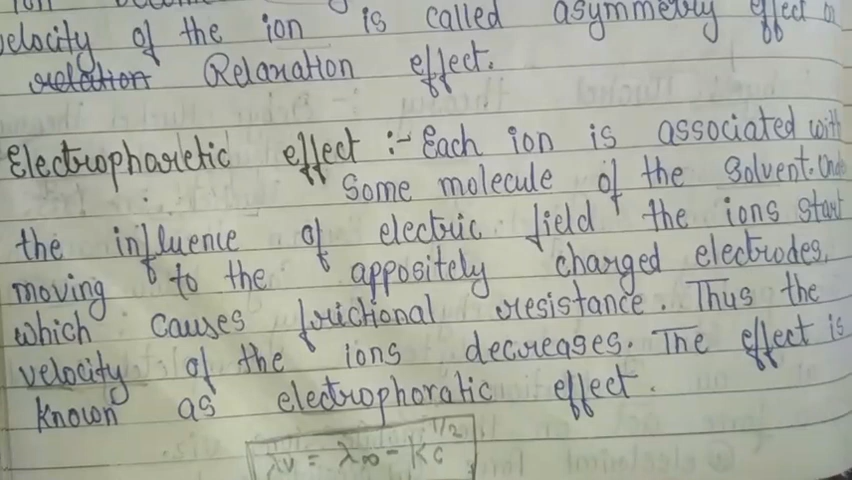 velocity of the ion is called asymmetry effect or
relation Relaxation effect.
Electropharetic effect :- Each ion is associated with
Some molecule of the Solvent. Under
the influence of electric field the ions start
moving to the appositely charged electrodes,
which causes frictional resistance. Thus the
velocity of the ions decreases. The effect is
known as electrophoratic effect.
λv = λ∞ - Kc^1/2